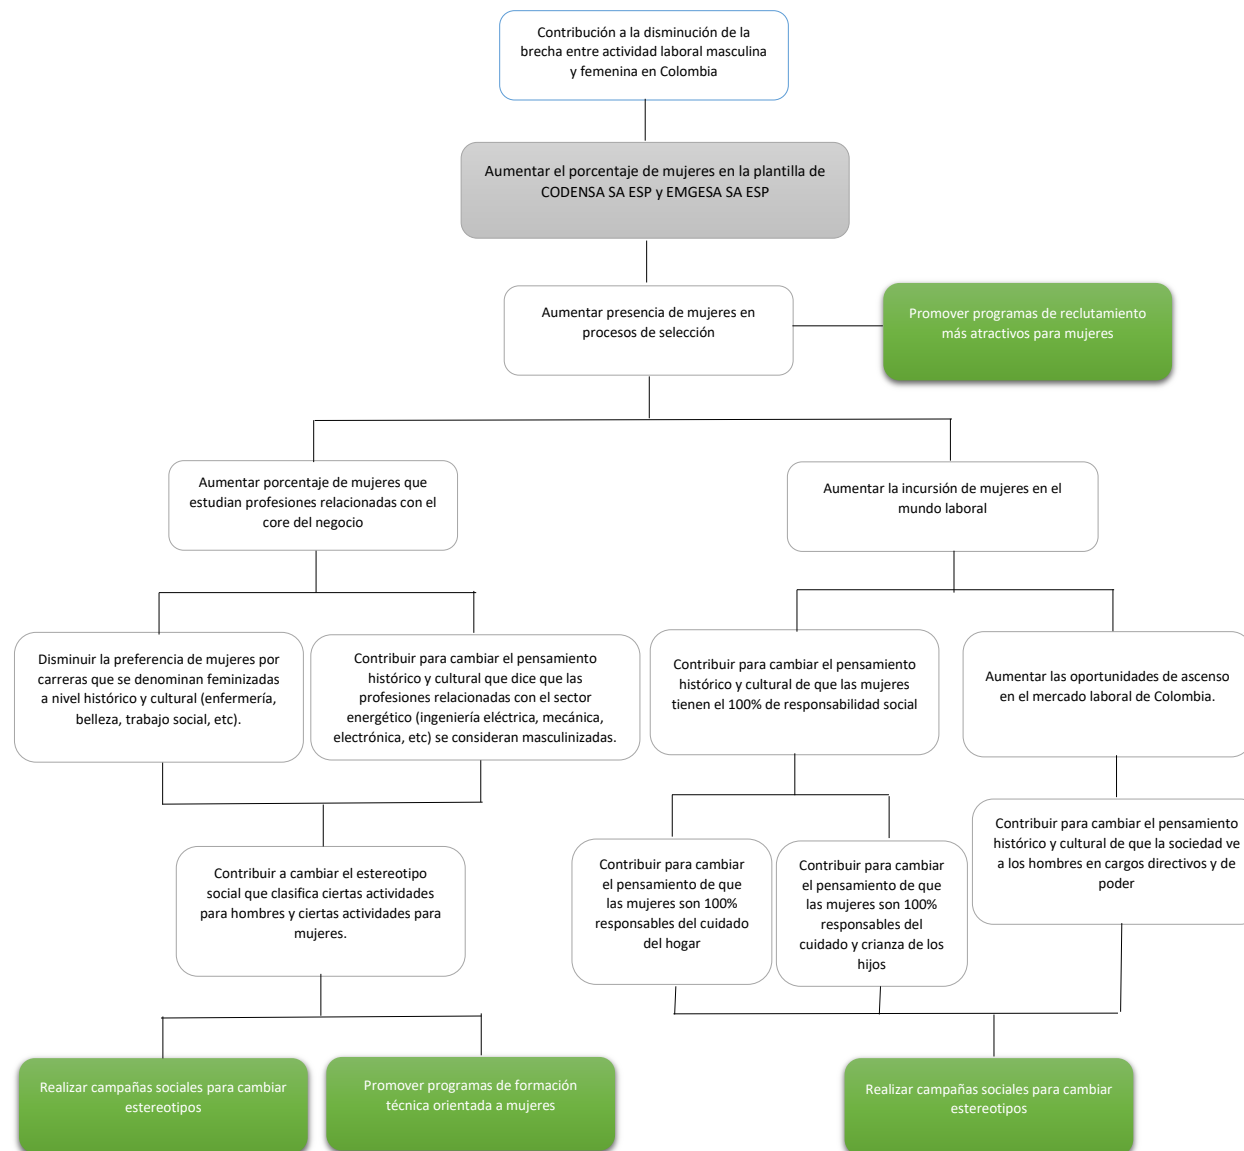 Contribución a la disminución de la
brecha entre actividad laboral masculina
y femenina en Colombia
Aumentar el porcentaje de mujeres en la plantilla de
CODENSA SA ESP y EMGESA SA ESP
Aumentar presencia de mujeres en
procesos de selección
Promover programas de reclutamiento
más atractivos para mujeres
Aumentar porcentaje de mujeres que
estudian profesiones relacionadas con el
core del negocio
Aumentar la incursión de mujeres en el
mundo laboral
Disminuir la preferencia de mujeres por
carreras que se denominan feminizadas
a nivel histórico y cultural (enfermería,
belleza, trabajo social, etc).
Contribuir para cambiar el pensamiento
histórico y cultural que dice que las
profesiones relacionadas con el sector
energético (ingeniería eléctrica, mecánica,
electrónica, etc) se consideran masculinizadas.
Contribuir para cambiar el pensamiento
histórico y cultural de que las mujeres
tienen el 100% de responsabilidad social
Aumentar las oportunidades de ascenso
en el mercado laboral de Colombia.
Contribuir a cambiar el estereotipo
social que clasifica ciertas actividades
para hombres y ciertas actividades para
mujeres.
Contribuir para cambiar
el pensamiento de que
las mujeres son 100%
responsables del cuidado
del hogar
Contribuir para cambiar
el pensamiento de que
las mujeres son 100%
responsables del
cuidado y crianza de los
hijos
Contribuir para cambiar el pensamiento
histórico y cultural de que la sociedad ve
a los hombres en cargos directivos y de
poder
Realizar campañas sociales para cambiar
estereotipos
Promover programas de formación
técnica orientada a mujeres
Realizar campañas sociales para cambiar
estereotipos